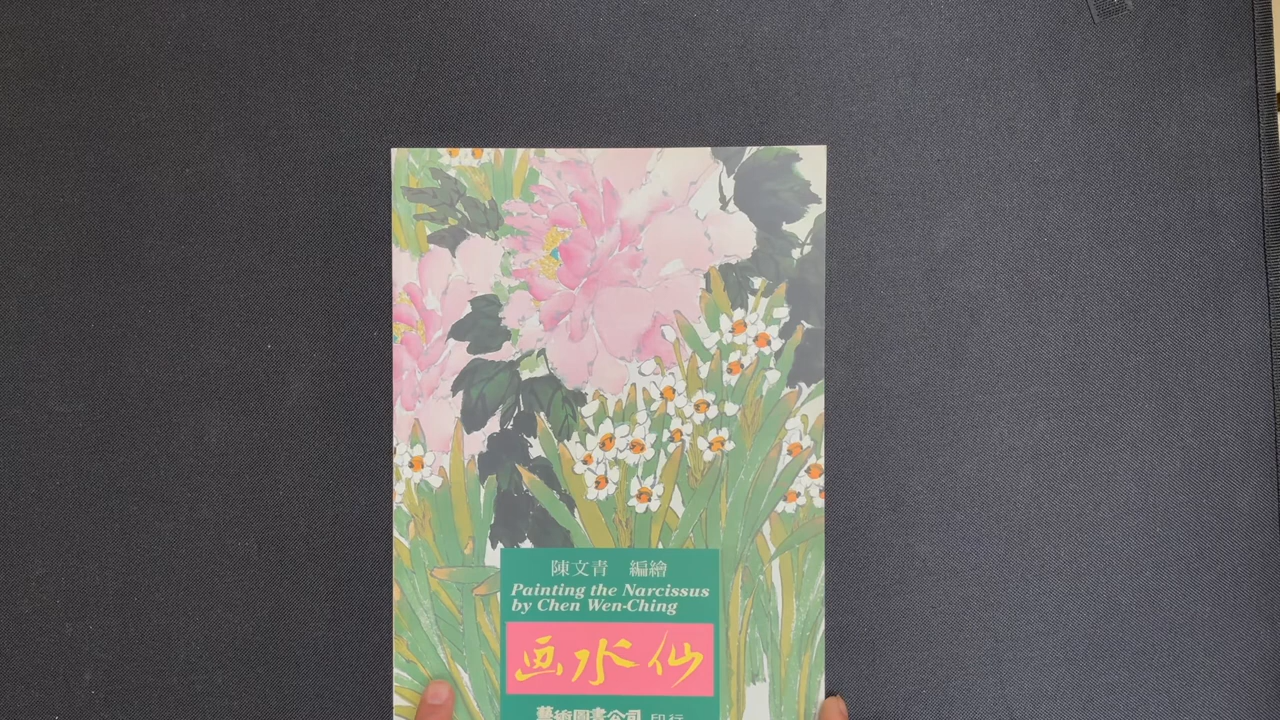 陳文青　編繪
Painting the Narcissus
by Chen Wen-Ching
画水仙
藝術圖書公司 印行